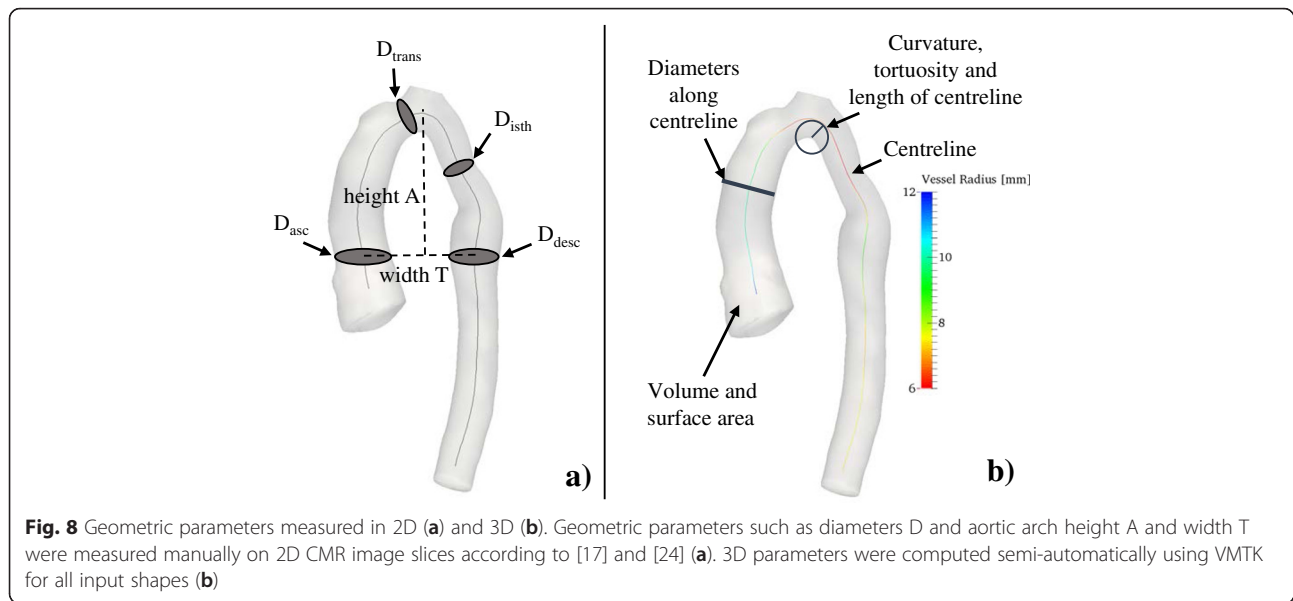 D_trans
D_isth
height A
D_asc
D_desc
width T
a)
Curvature,
tortuosity and
length of centreline
Diameters
along
centreline
Centreline
Vessel Radius [mm]
12
10
8
6
Volume and
surface area
b)
Fig. 8 Geometric parameters measured in 2D (a) and 3D (b). Geometric parameters such as diameters D and aortic arch height A and width T
were measured manually on 2D CMR image slices according to [17] and [24] (a). 3D parameters were computed semi-automatically using VMTK
for all input shapes (b)